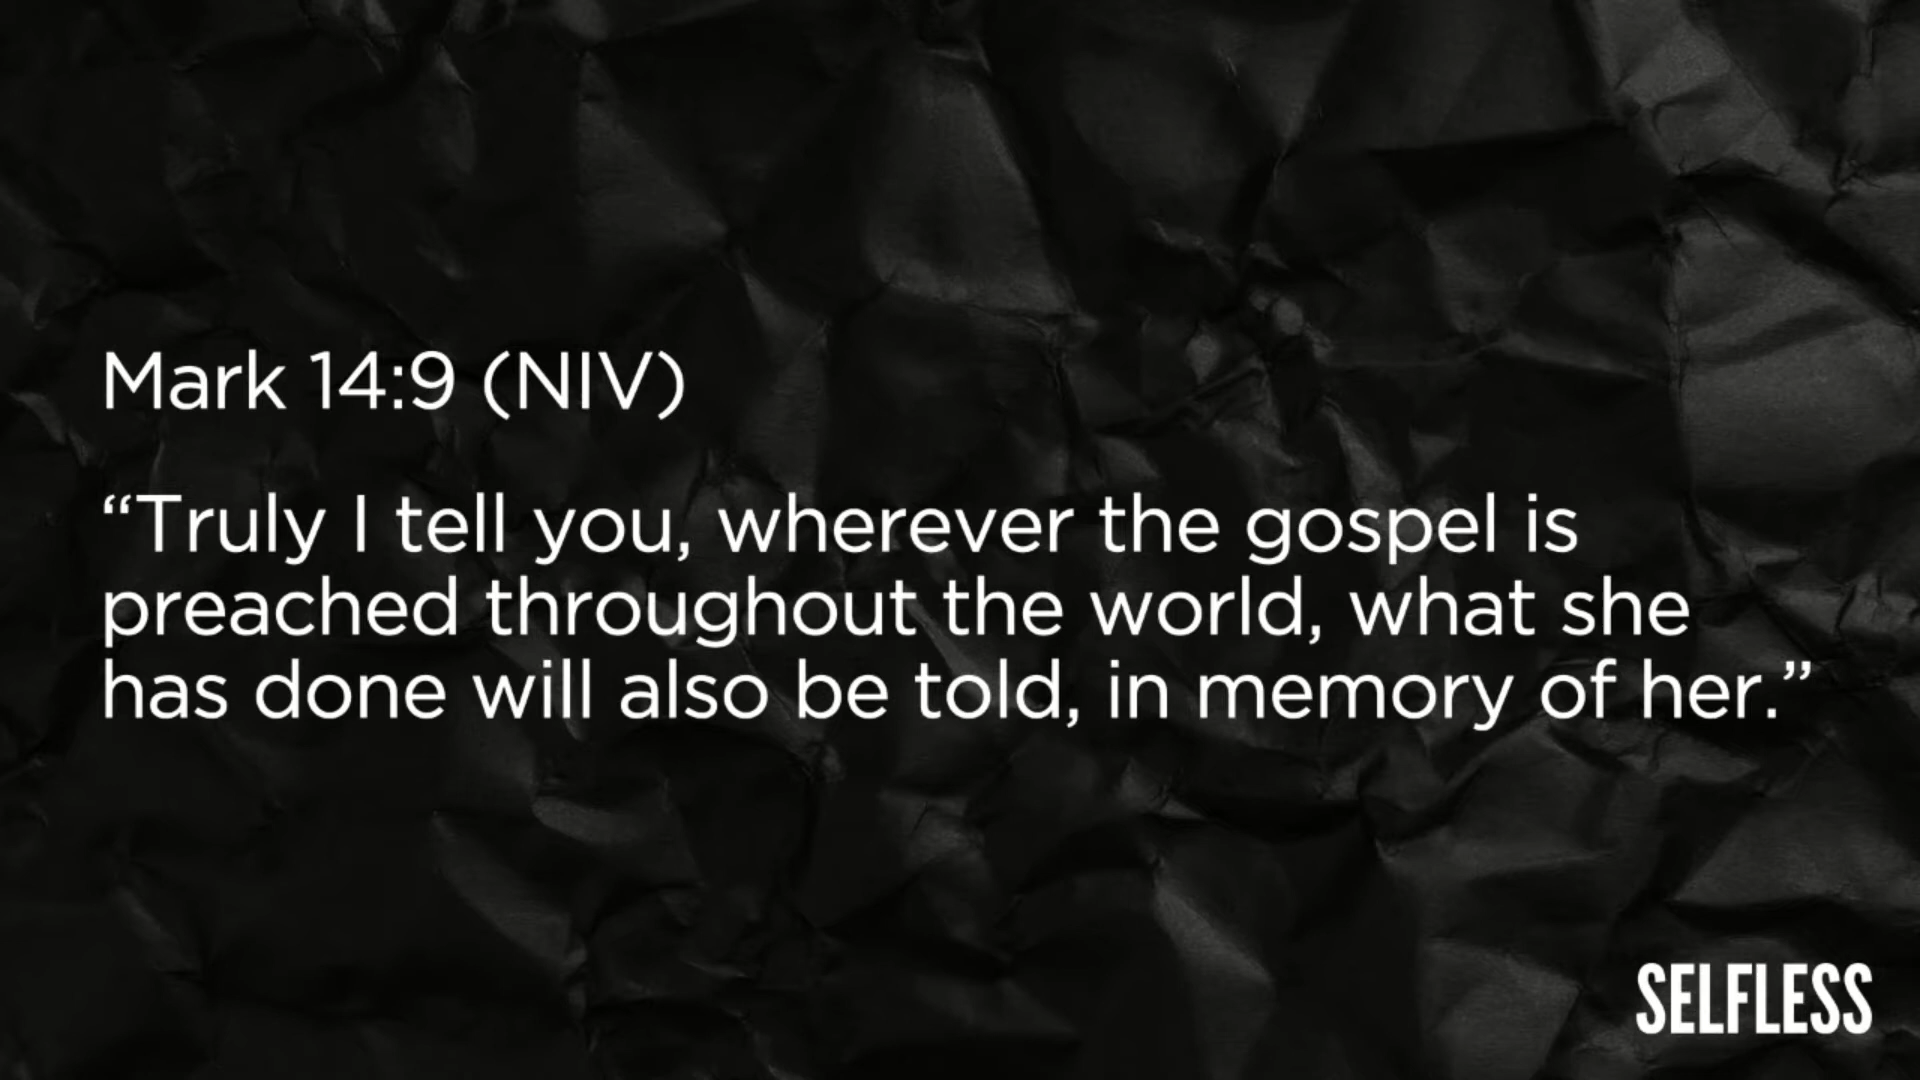 Mark 14:9 (NIV)
“Truly I tell you, wherever the gospel is
preached throughout the world, what she
has done will also be told, in memory of her.”
SELFLESS